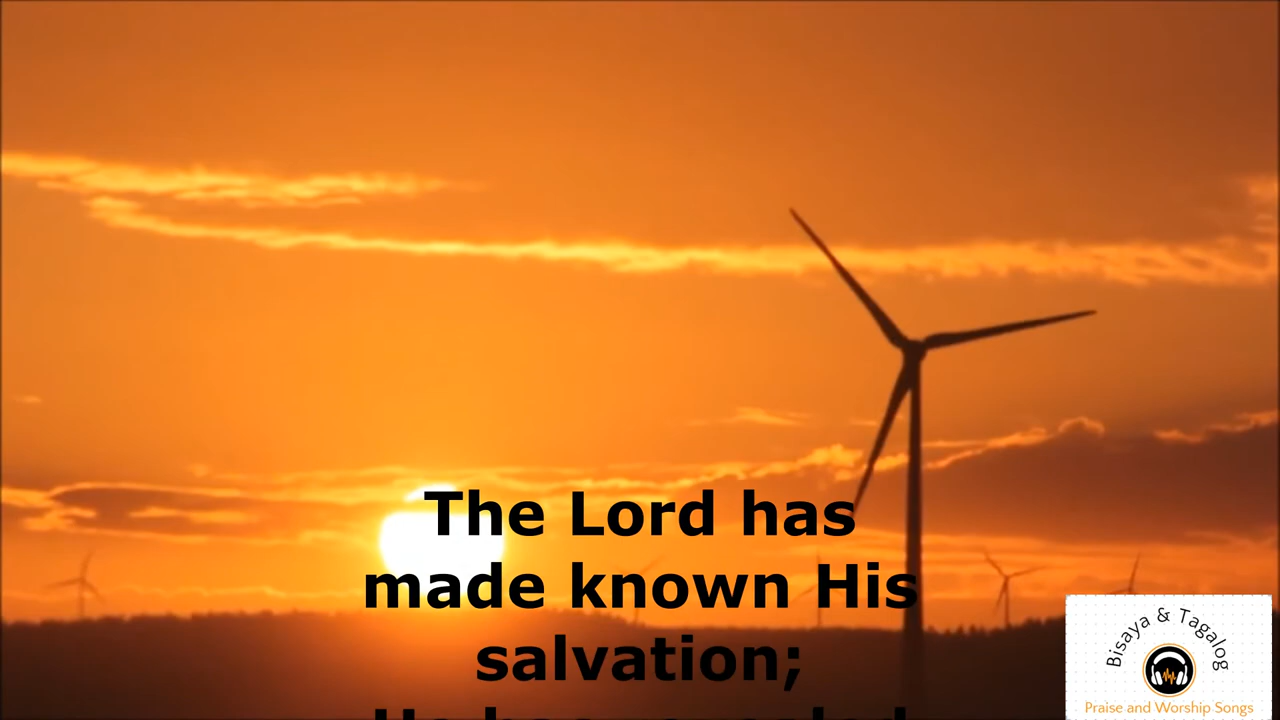 The Lord has
made known His
salvation;
Bisaya & Tagalog
Praise and Worship Songs